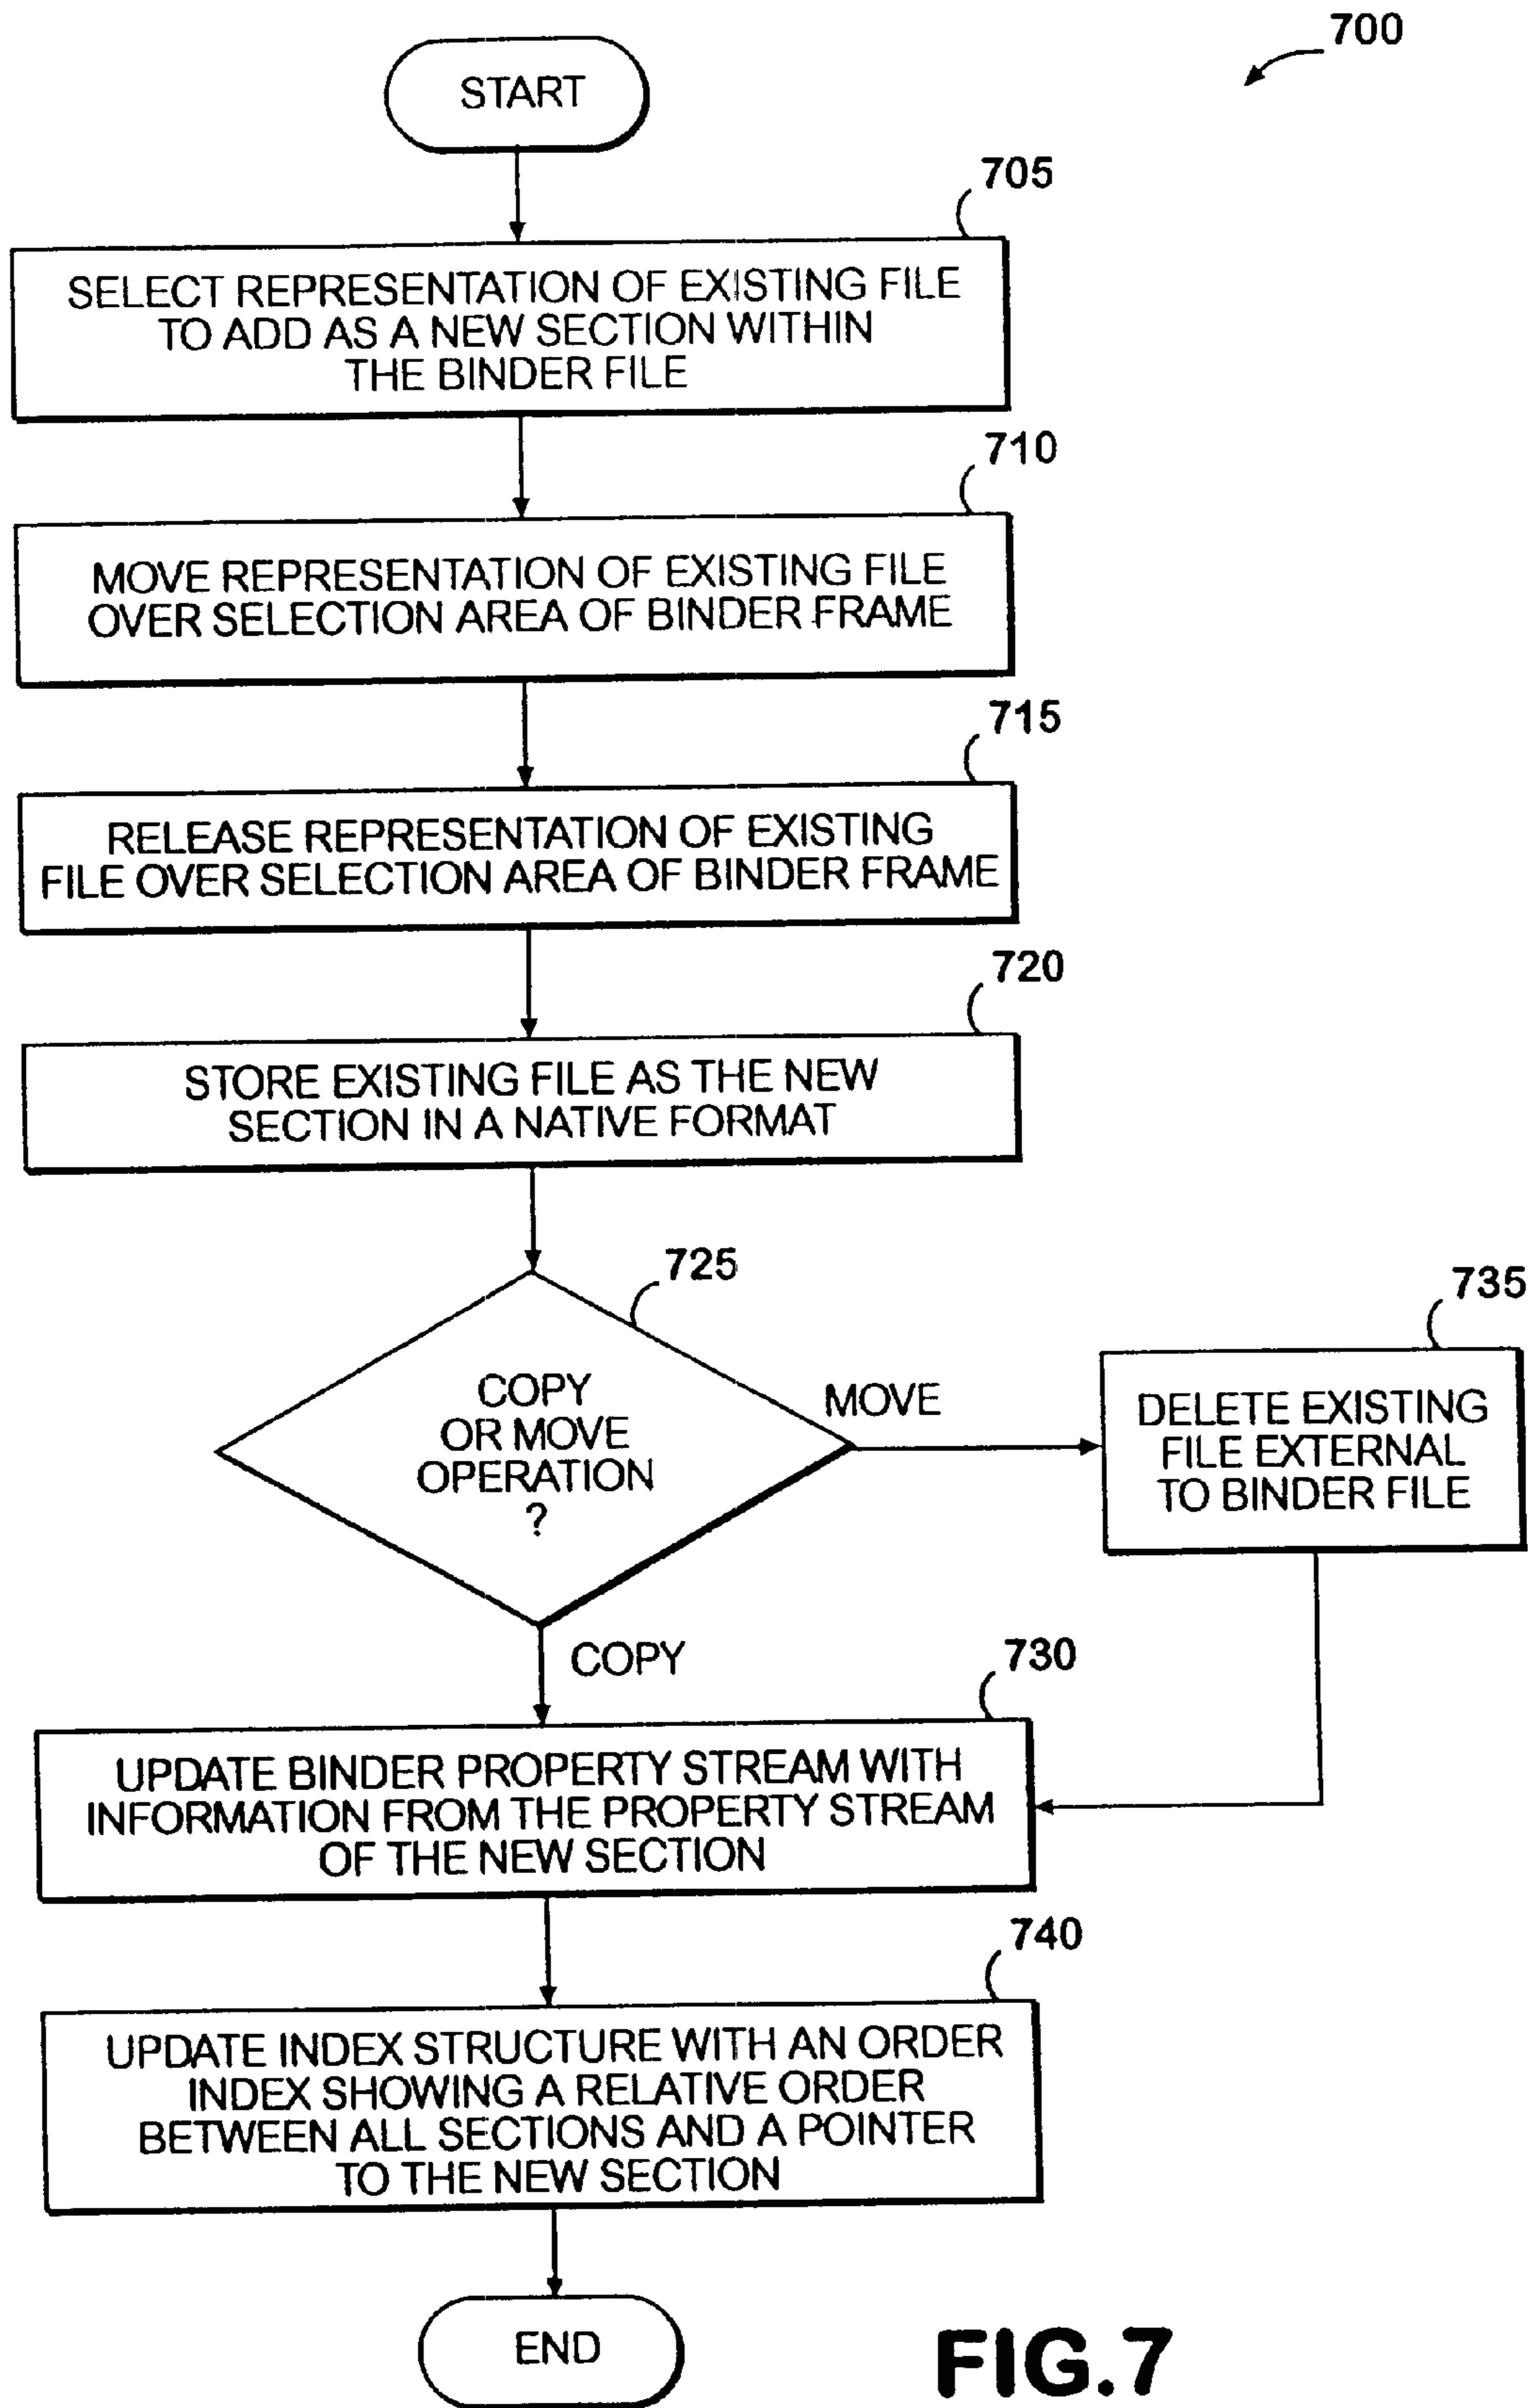 700
START
705
SELECT REPRESENTATION OF EXISTING FILE
TO ADD AS A NEW SECTION WITHIN
THE BINDER FILE
710
MOVE REPRESENTATION OF EXISTING FILE
OVER SELECTION AREA OF BINDER FRAME
715
RELEASE REPRESENTATION OF EXISTING
FILE OVER SELECTION AREA OF BINDER FRAME
720
STORE EXISTING FILE AS THE NEW
SECTION IN A NATIVE FORMAT
725
COPY
OR MOVE
OPERATION
?
MOVE
735
DELETE EXISTING
FILE EXTERNAL
TO BINDER FILE
COPY
730
UPDATE BINDER PROPERTY STREAM WITH
INFORMATION FROM THE PROPERTY STREAM
OF THE NEW SECTION
740
UPDATE INDEX STRUCTURE WITH AN ORDER
INDEX SHOWING A RELATIVE ORDER
BETWEEN ALL SECTIONS AND A POINTER
TO THE NEW SECTION
END
FIG.7